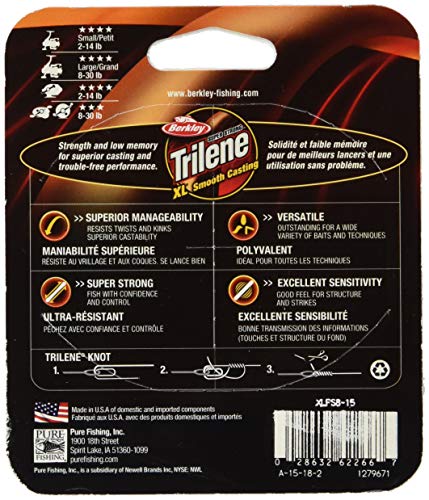 ★★★★
Small/Petit
2-14 lb
★★★★
Large/Grand
8-30 lb
★★★★
2-14 lb
★★★
8-30 lb
www.berkley-fishing.com
Berkley
SUPER STRONG
Trilene
XL Smooth Casting
Strength and low memory
for superior casting and
trouble-free performance.
Solidité et faible mémoire
pour de meilleurs lancers et une
utilisation sans problème.
>> SUPERIOR MANAGEABILITY
RESISTS TWISTS AND KINKS
SUPERIOR CASTABILITY
MANIABILITÉ SUPÉRIEURE
RÉSISTE AU VRILLAGE ET AUX COQUES. SE LANCE BIEN
>> VERSATILE
OUTSTANDING FOR A WIDE
VARIETY OF BAITS AND TECHNIQUES
POLYVALENT
IDÉAL POUR TOUTES LES TECHNIQUES
>> SUPER STRONG
FISH WITH CONFIDENCE
AND CONTROL
ULTRA-RÉSISTANT
PÊCHEZ AVEC CONFIANCE ET CONTRÔLE
>> EXCELLENT SENSITIVITY
GOOD FEEL FOR STRUCTURE
AND STRIKES
EXCELLENTE SENSIBILITÉ
BONNE TRANSMISSION DES INFORMATIONS
(TOUCHES ET STRUCTURE DU FOND)
TRILENE® KNOT
1.
2.
3.
Made in U.S.A of domestic and imported components
Fabriqué aux U.S.A avec des produits domestiques et importés
PURE
FISHING
Pure Fishing, Inc.
1900 18th Street
Spirit Lake, IA 51360-1099
purefishing.com
Pure Fishing, Inc., is a subsidiary of Newell Brands Inc, NYSE: NWL
XLFS8-15
0 28632 62266 7
A-15-18-2
1279671